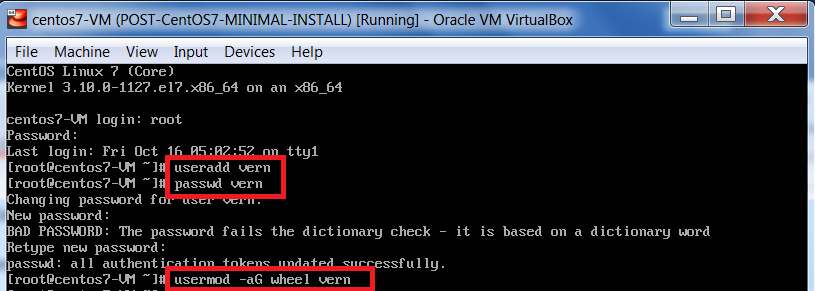 centos7-VM (POST-CentOS7-MINIMAL-INSTALL) [Running] - Oracle VM VirtualBox
File Machine View Input Devices Help
CentOS Linux 7 (Core)
Kernel 3.10.0-1127.el7.x86_64 on an x86_64
centos7-VM login: root
Password:
Last login: Fri Oct 16 05:02:52 on tty1
[root@centos7-VM ~]# useradd vern
[root@centos7-VM ~]# passwd vern
Changing password for user vern.
New password:
BAD PASSWORD: The password fails the dictionary check - it is based on a dictionary word
Retype new password:
passwd: all authentication tokens updated successfully.
[root@centos7-VM ~]# usermod -aG wheel vern